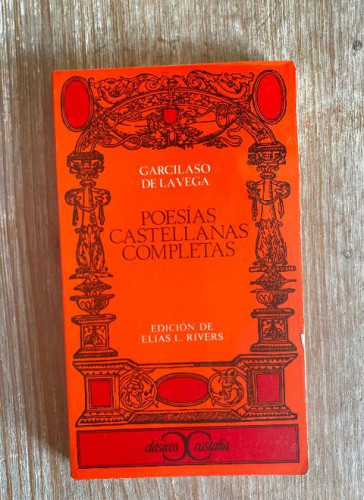 GARCILASO
DE LA VEGA
POESÍAS
CASTELLANAS
COMPLETAS
EDICIÓN DE
ELIAS L. RIVERS
clásicos castalia